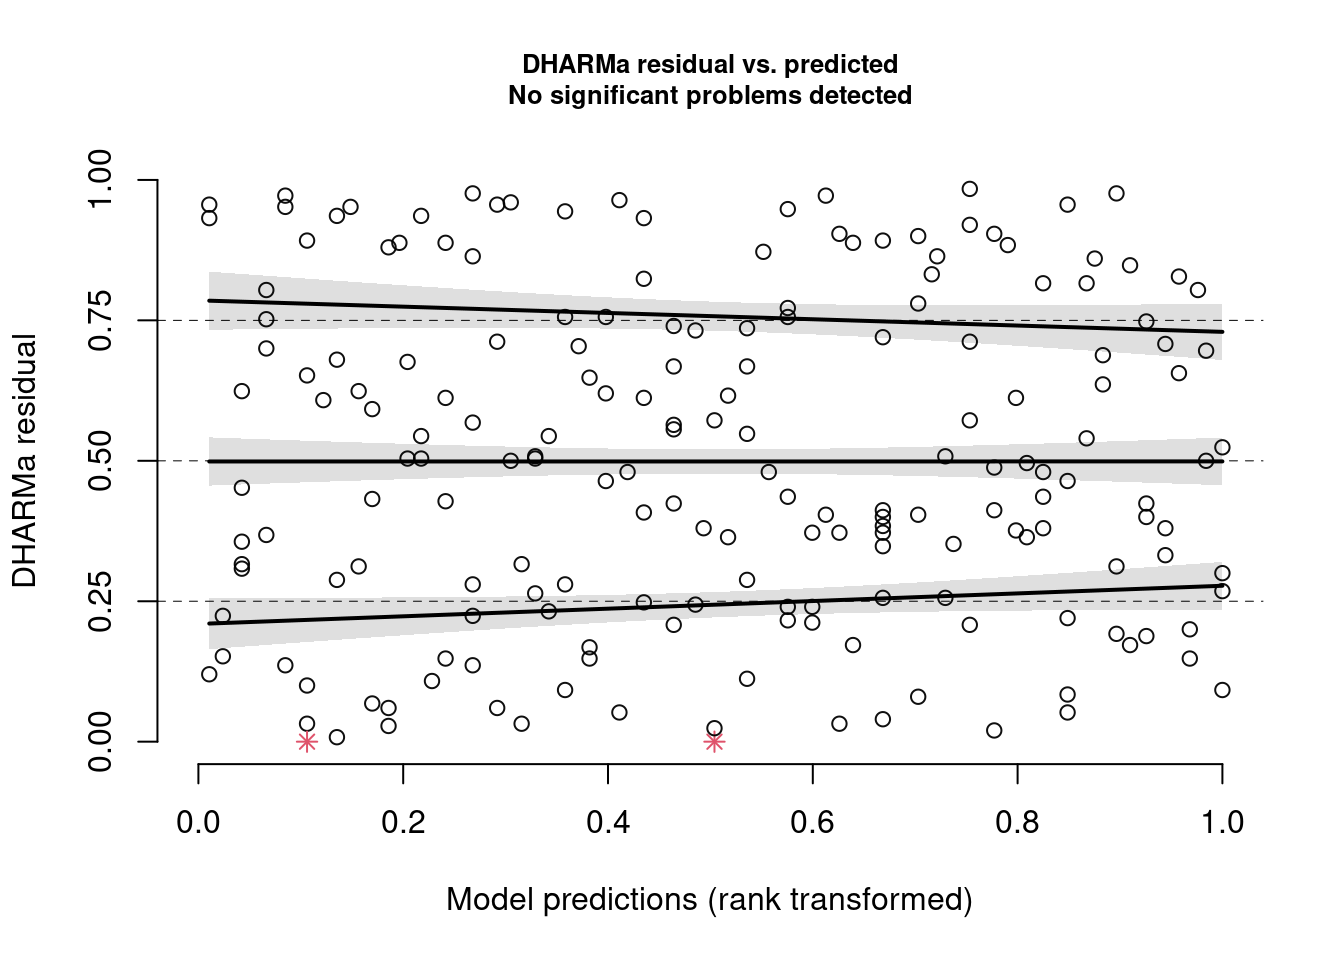 DHARMa residual vs. predicted
No significant problems detected
DHARMa residual
1.00
0.75
0.50
0.25
0.00
0.0 0.2 0.4 0.6 0.8 1.0
Model predictions (rank transformed)